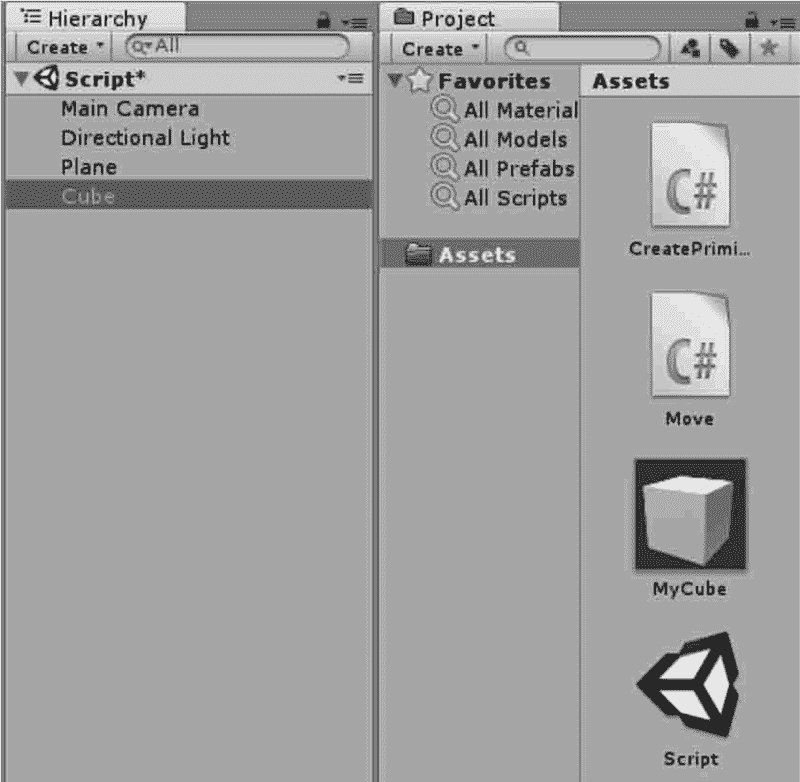 Hierarchy
Create
All
Script*
Main Camera
Directional Light
Plane
Cube
Project
Create
Favorites
All Material
All Models
All Prefabs
All Scripts
Assets
Assets
C#
CreatePrimi...
C#
Move
MyCube
Script